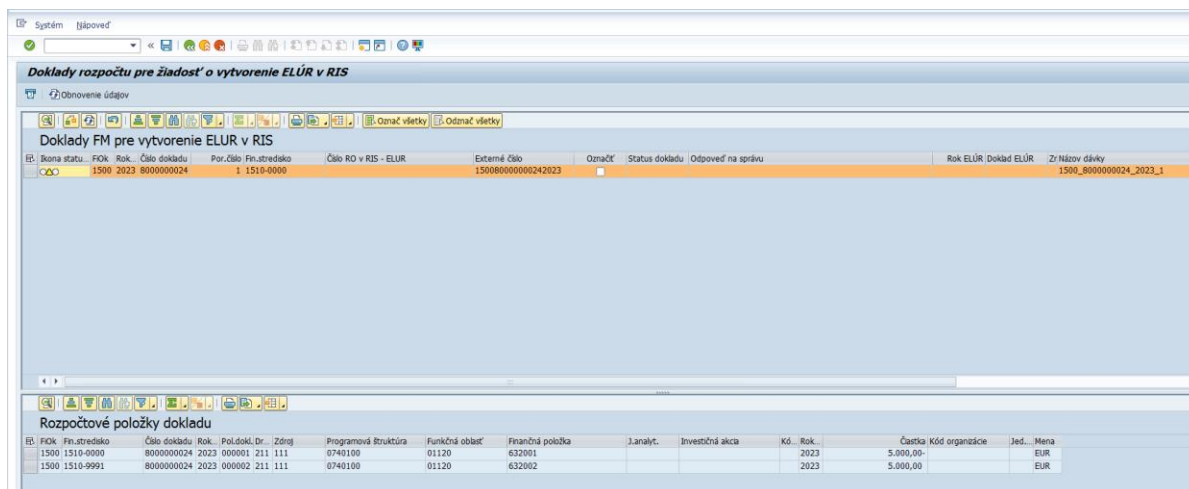 Systém Nápoveď
Doklady rozpočtu pre žiadosť o vytvorenie ELÚR v RIS
Obnovenie údajov
Označ všetky Odznač všetky
Doklady FM pre vytvorenie ELUR v RIS
Ikona statu... FiOk Rok... Číslo dokladu Por.číslo Fin.stredisko Číslo RO v RIS - ELUR Externé číslo Označiť Status dokladu Odpoveď na správu Rok ELÚR Doklad ELÚR Zr Názov dávky
1500 2023 8000000024 1 1510-0000 150080000000242023 1500_8000000024_2023_1
Rozpočtové položky dokladu
FiOk Fin.stredisko Číslo dokladu Rok... Pol.dokl. Dr... Zdroj Programová štruktúra Funkčná oblasť Finančná položka J.analyt. Investičná akcia Kó... Rok... Čiastka Kód organizácie Jed... Mena
1500 1510-0000 8000000024 2023 000001 211 111 0740100 01120 632001 2023 5.000,00- EUR
1500 1510-9991 8000000024 2023 000002 211 111 0740100 01120 632002 2023 5.000,00 EUR